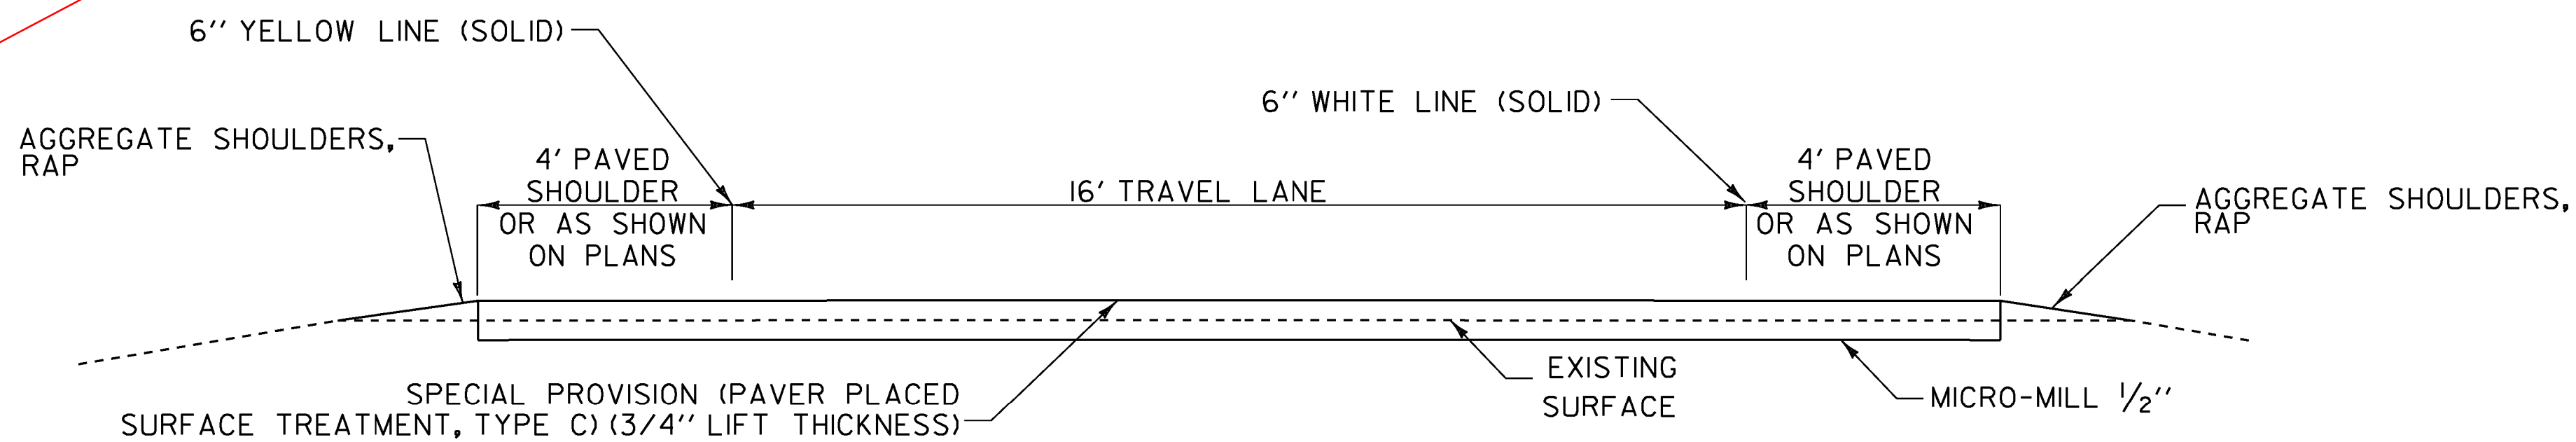 6" YELLOW LINE (SOLID)
6" WHITE LINE (SOLID)
AGGREGATE SHOULDERS,
RAP
4' PAVED
SHOULDER
OR AS SHOWN
ON PLANS
16' TRAVEL LANE
4' PAVED
SHOULDER
OR AS SHOWN
ON PLANS
AGGREGATE SHOULDERS,
RAP
SPECIAL PROVISION (PAVER PLACED
SURFACE TREATMENT, TYPE C) (3/4" LIFT THICKNESS)
EXISTING
SURFACE
MICRO-MILL 1/2"